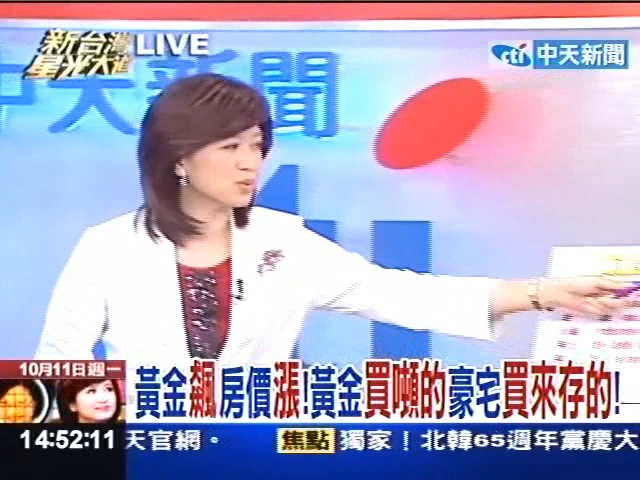 新台灣
星光大道
LIVE
cti 中天新聞
中天新聞
10月11日週一
黃金飆房價漲!黃金買噸的豪宅買來存的!
14:52:11
天官網。 焦點 獨家!北韓65週年黨慶大